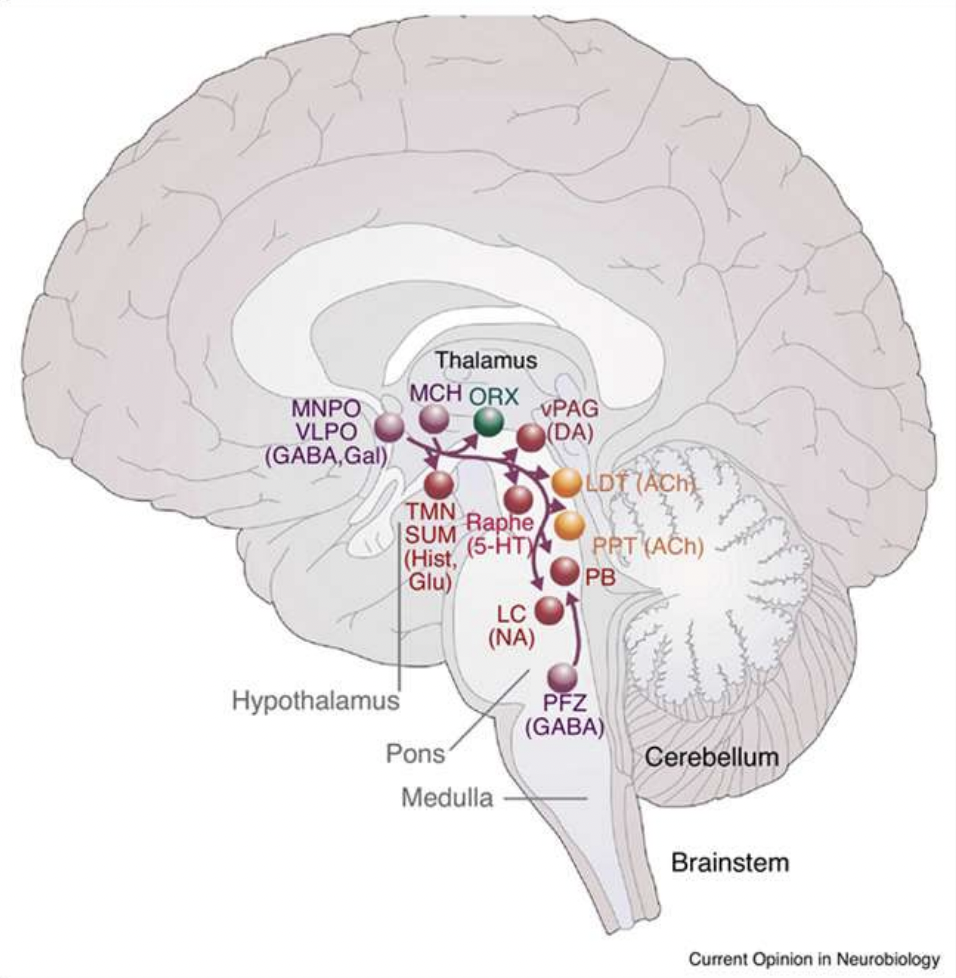 Thalamus
MCH
ORX
MNPO
VLPO
(GABA,Gal)
vPAG
(DA)
LDT (ACh)
TMN
SUM
(Hist,
Glu)
Raphe
(5-HT)
PPT (ACh)
PB
LC
(NA)
Hypothalamus
PFZ
(GABA)
Pons
Cerebellum
Medulla
Brainstem
Current Opinion in Neurobiology